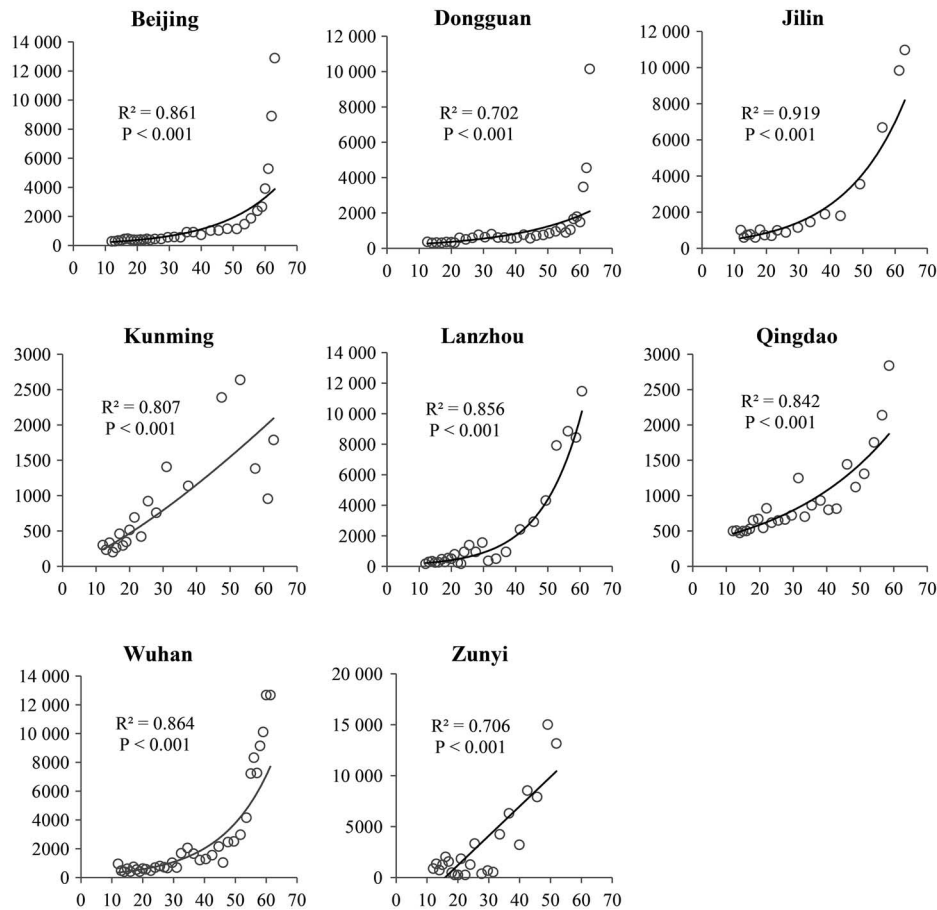 Beijing
14 000
12 000
10 000
8000
6000
4000
2000
0
R² = 0.861
P < 0.001
0 10 20 30 40 50 60 70
Dongguan
12 000
10 000
8000
6000
4000
2000
0
R² = 0.702
P < 0.001
0 10 20 30 40 50 60 70
Jilin
12 000
10 000
8000
6000
4000
2000
0
R² = 0.919
P < 0.001
0 10 20 30 40 50 60 70
Kunming
3000
2500
2000
1500
1000
500
0
R² = 0.807
P < 0.001
0 10 20 30 40 50 60 70
Lanzhou
14 000
12 000
10 000
8000
6000
4000
2000
0
R² = 0.856
P < 0.001
0 10 20 30 40 50 60 70
Qingdao
3000
2500
2000
1500
1000
500
0
R² = 0.842
P < 0.001
0 10 20 30 40 50 60 70
Wuhan
14 000
12 000
10 000
8000
6000
4000
2000
0
R² = 0.864
P < 0.001
0 10 20 30 40 50 60 70
Zunyi
20 000
15 000
10 000
5000
0
R² = 0.706
P < 0.001
0 10 20 30 40 50 60 70